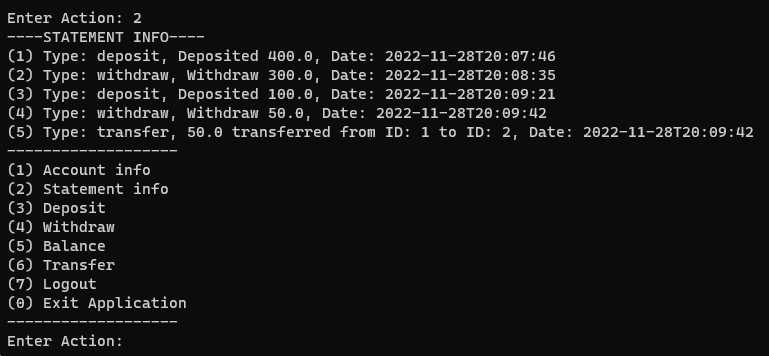 Enter Action: 2
----STATEMENT INFO----
(1) Type: deposit, Deposited 400.0, Date: 2022-11-28T20:07:46
(2) Type: withdraw, Withdraw 300.0, Date: 2022-11-28T20:08:35
(3) Type: deposit, Deposited 100.0, Date: 2022-11-28T20:09:21
(4) Type: withdraw, Withdraw 50.0, Date: 2022-11-28T20:09:42
(5) Type: transfer, 50.0 transferred from ID: 1 to ID: 2, Date: 2022-11-28T20:09:42
-------------------
(1) Account info
(2) Statement info
(3) Deposit
(4) Withdraw
(5) Balance
(6) Transfer
(7) Logout
(0) Exit Application
-------------------
Enter Action: